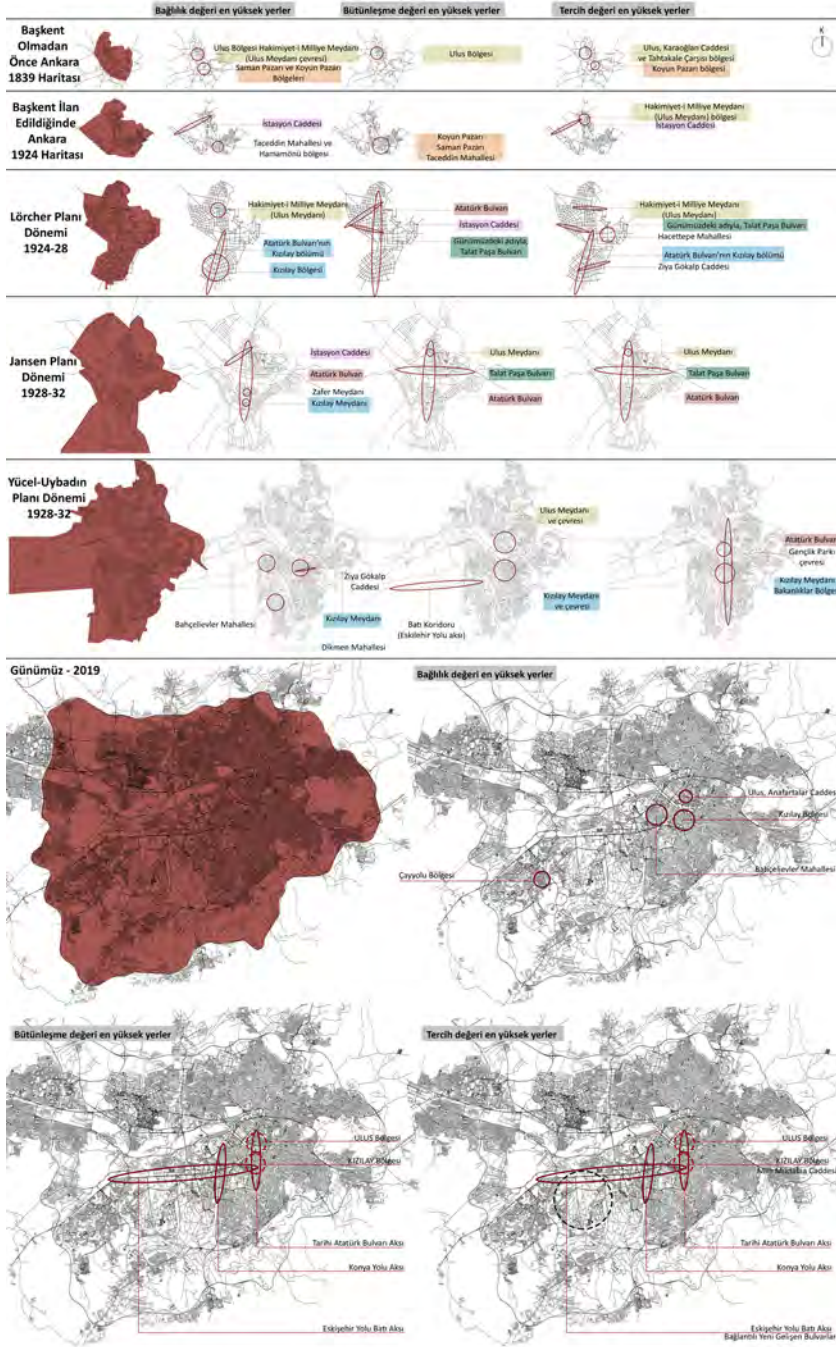 Bağlılık değeri en yüksek yerler
Bütünleşme değeri en yüksek yerler
Tercih değeri en yüksek yerler
K
Başkent
Olmadan
Önce Ankara
1839 Haritası
Ulus Bölgesi Hakimiyet-i Milliye Meydanı
(Ulus Meydanı çevresi)
Saman Pazarı ve Koyun Pazarı
Bölgeleri
Ulus Bölgesi
Ulus, Karaoğlan Caddesi
ve Tahtakale Çarşısı bölgesi
Koyun Pazarı bölgesi
Başkent İlan
Edildiğinde
Ankara
1924 Haritası
İstasyon Caddesi
Taceddin Mahallesi ve
Hamamönü bölgesi
Koyun Pazarı
Saman Pazarı
Taceddin Mahallesi
Hakimiyet-i Milliye Meydanı
(Ulus Meydanı) bölgesi
İstasyon Caddesi
Lörcher Planı
Dönemi
1924-28
Hakimiyet-i Milliye Meydanı
(Ulus Meydanı)
Atatürk Bulvarı'nın
Kızılay bölümü
Kızılay Bölgesi
Atatürk Bulvarı
İstasyon Caddesi
Günümüzdeki adıyla,
Talat Paşa Bulvarı
Hakimiyet-i Milliye Meydanı
(Ulus Meydanı)
Günümüzdeki adıyla, Talat Paşa Bulvarı
Hacettepe Mahallesi
Atatürk Bulvarı'nın Kızılay bölümü
Ziya Gökalp Caddesi
Jansen Planı
Dönemi
1928-32
İstasyon Caddesi
Atatürk Bulvarı
Zafer Meydanı
Kızılay Meydanı
Ulus Meydanı
Talat Paşa Bulvarı
Atatürk Bulvarı
Ulus Meydanı
Talat Paşa Bulvarı
Atatürk Bulvarı
Yücel-Uybadın
Planı Dönemi
1928-32
Ziya Gökalp
Caddesi
Bahçelievler Mahallesi
Kızılay Meydanı
Dikmen Mahallesi
Ulus Meydanı
ve çevresi
Batı Koridoru
(Eskilehir Yolu aksı)
Kızılay Meydanı
ve çevresi
Atatürk Bulvarı
Gençlik Parkı
çevresi
Kızılay Meydanı
Bakanlıklar Bölgesi
Günümüz - 2019
Bağlılık değeri en yüksek yerler
Ulus, Anafartalar Caddesi
Kızılay Bölgesi
Bahçelievler Mahallesi
Çayyolu Bölgesi
Bütünleşme değeri en yüksek yerler
ULUS Bölgesi
KIZILAY Bölgesi
Tarihi Atatürk Bulvarı Aksı
Konya Yolu Aksı
Eskişehir Yolu Batı Aksı
Tercih değeri en yüksek yerler
ULUS Bölgesi
KIZILAY Bölgesi
Caddesi
Tarihi Atatürk Bulvarı Aksı
Konya Yolu Aksı
Eskişehir Yolu Batı Aksı
Bağlantılı Yeni Gelişen Bulvarlar